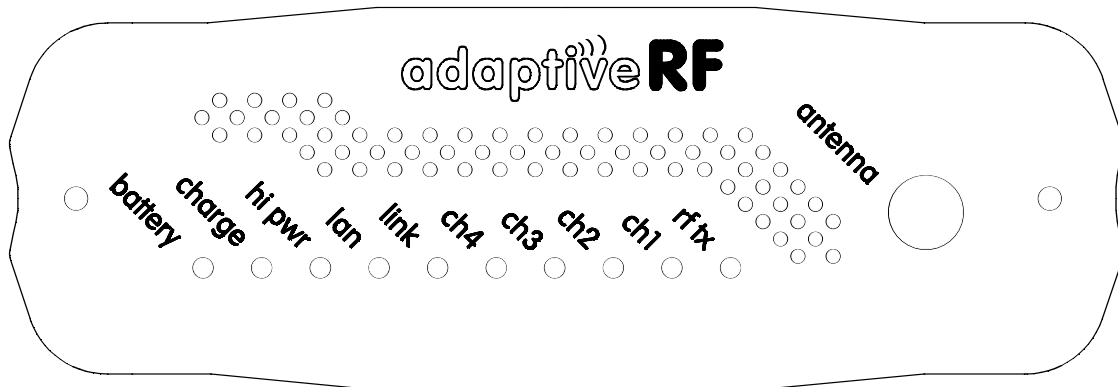 adaptiveRF
antenna
battery
charge
hi pwr
lan
link
ch4
ch3
ch2
ch1
rf tx